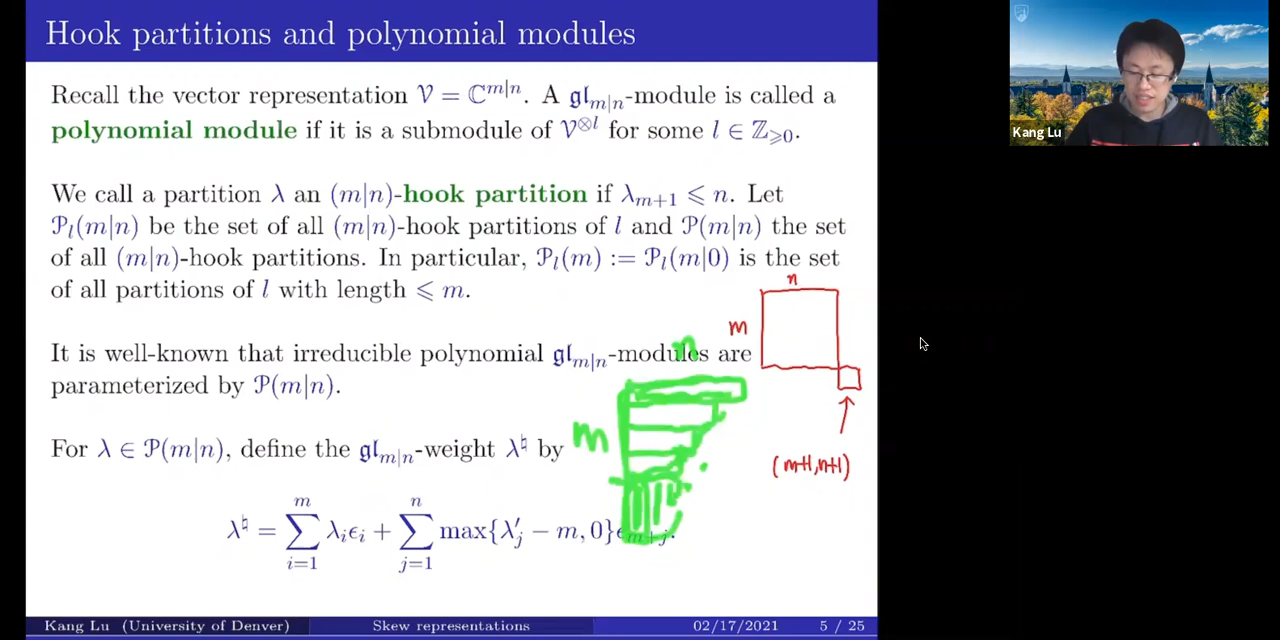 Hook partitions and polynomial modules
Recall the vector representation 𝒱 = ℂ^{m|n}. A 𝔤𝔩_{m|n}-module is called a
polynomial module if it is a submodule of 𝒱^{⊗l} for some l ∈ ℤ_{⩾0}.
We call a partition λ an (m|n)-hook partition if λ_{m+1} ⩽ n. Let
𝒫_l(m|n) be the set of all (m|n)-hook partitions of l and 𝒫(m|n) the set
of all (m|n)-hook partitions. In particular, 𝒫_l(m) := 𝒫_l(m|0) is the set
of all partitions of l with length ⩽ m.
n
m
(m+1,n+1)
It is well-known that irreducible polynomial 𝔤𝔩_{m|n}-modules are
parameterized by 𝒫(m|n).
n
m
For λ ∈ 𝒫(m|n), define the 𝔤𝔩_{m|n}-weight λ^♮ by
λ^♮ = ∑_{i=1}^{m} λ_i ϵ_i + ∑_{j=1}^{n} max{λ′_j − m, 0}ϵ_{m+j}.
Kang Lu (University of Denver) Skew representations 02/17/2021 5 / 25
Kang Lu